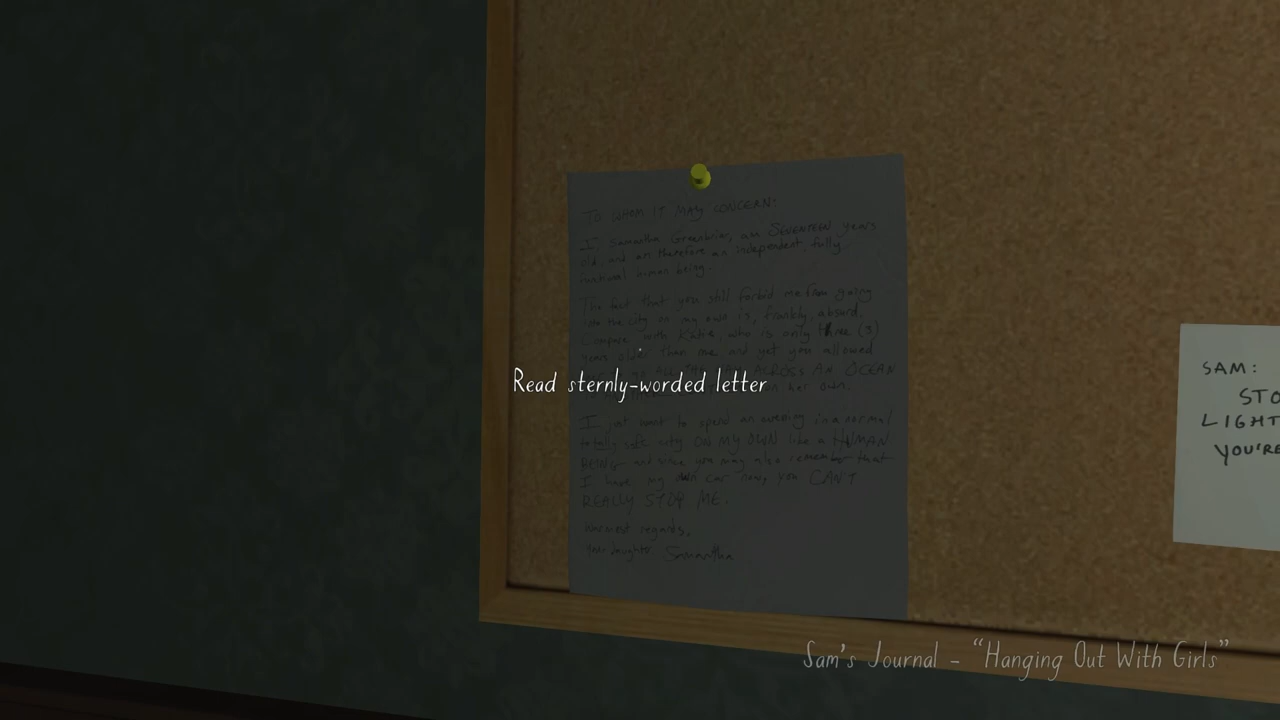 TO WHOM IT MAY CONCERN:
I, Samantha Greenbriar, am SEVENTEEN years
old and am therefore an independent, fully
rational human being.
The fact that you still forbid me from going
into the city on my own is, frankly, absurd.
Compare with Katie, who is only three (3)
years older than me and yet you allowed
ACROSS AN OCEAN
on her own.
Read sternly-worded letter
I just want to spend an evening in a normal
totally safe city ON MY OWN like a HUMAN
BEING and since you may also remember that
I have my own car now, you CAN'T
REALLY STOP ME.
Warmest regards,
Your daughter Samantha
SAM:
STO
LIGHT
YOU'RE
Sam's Journal - "Hanging Out With Girls"